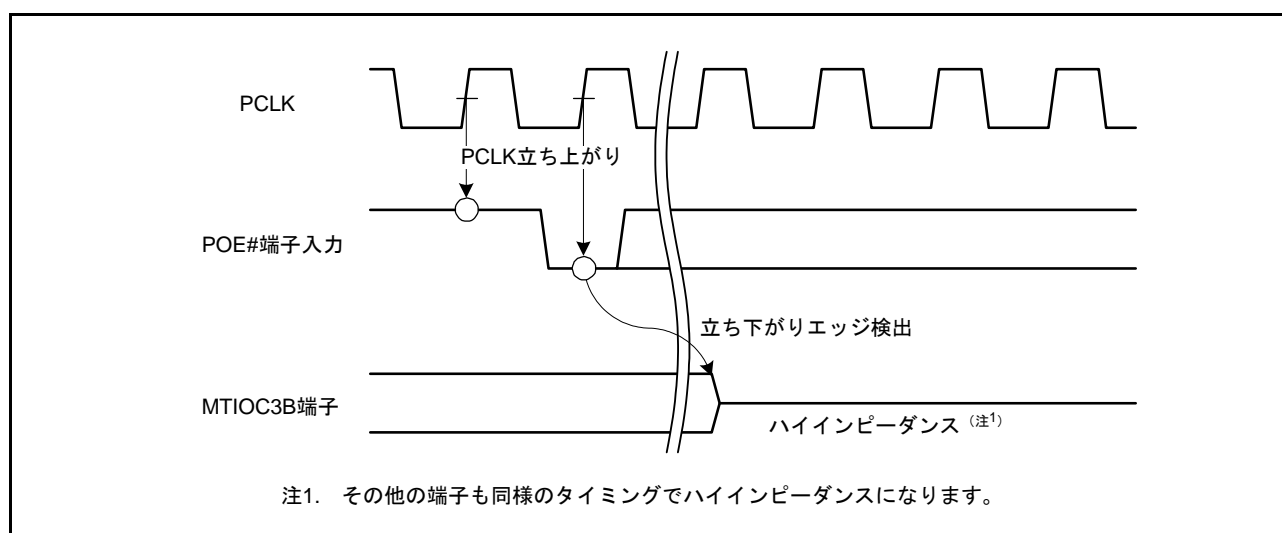 PCLK
PCLK立ち上がり
POE#端子入力
立ち下がりエッジ検出
MTIOC3B端子
ハイインピーダンス（注1）
注1. その他の端子も同様のタイミングでハイインピーダンスになります。